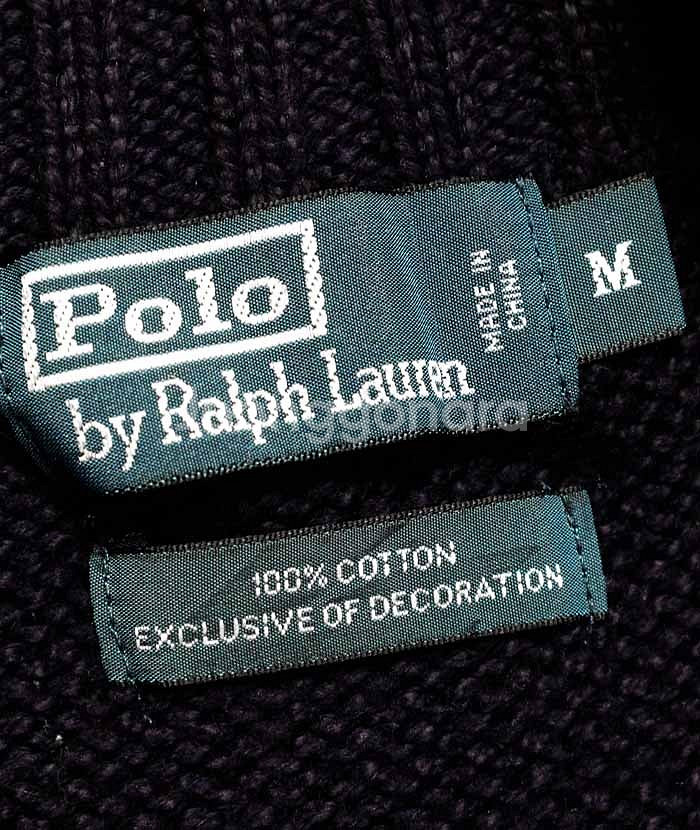 Polo
by Ralph Lauren
MADE IN
CHINA
M
100% COTTON
EXCLUSIVE OF DECORATION